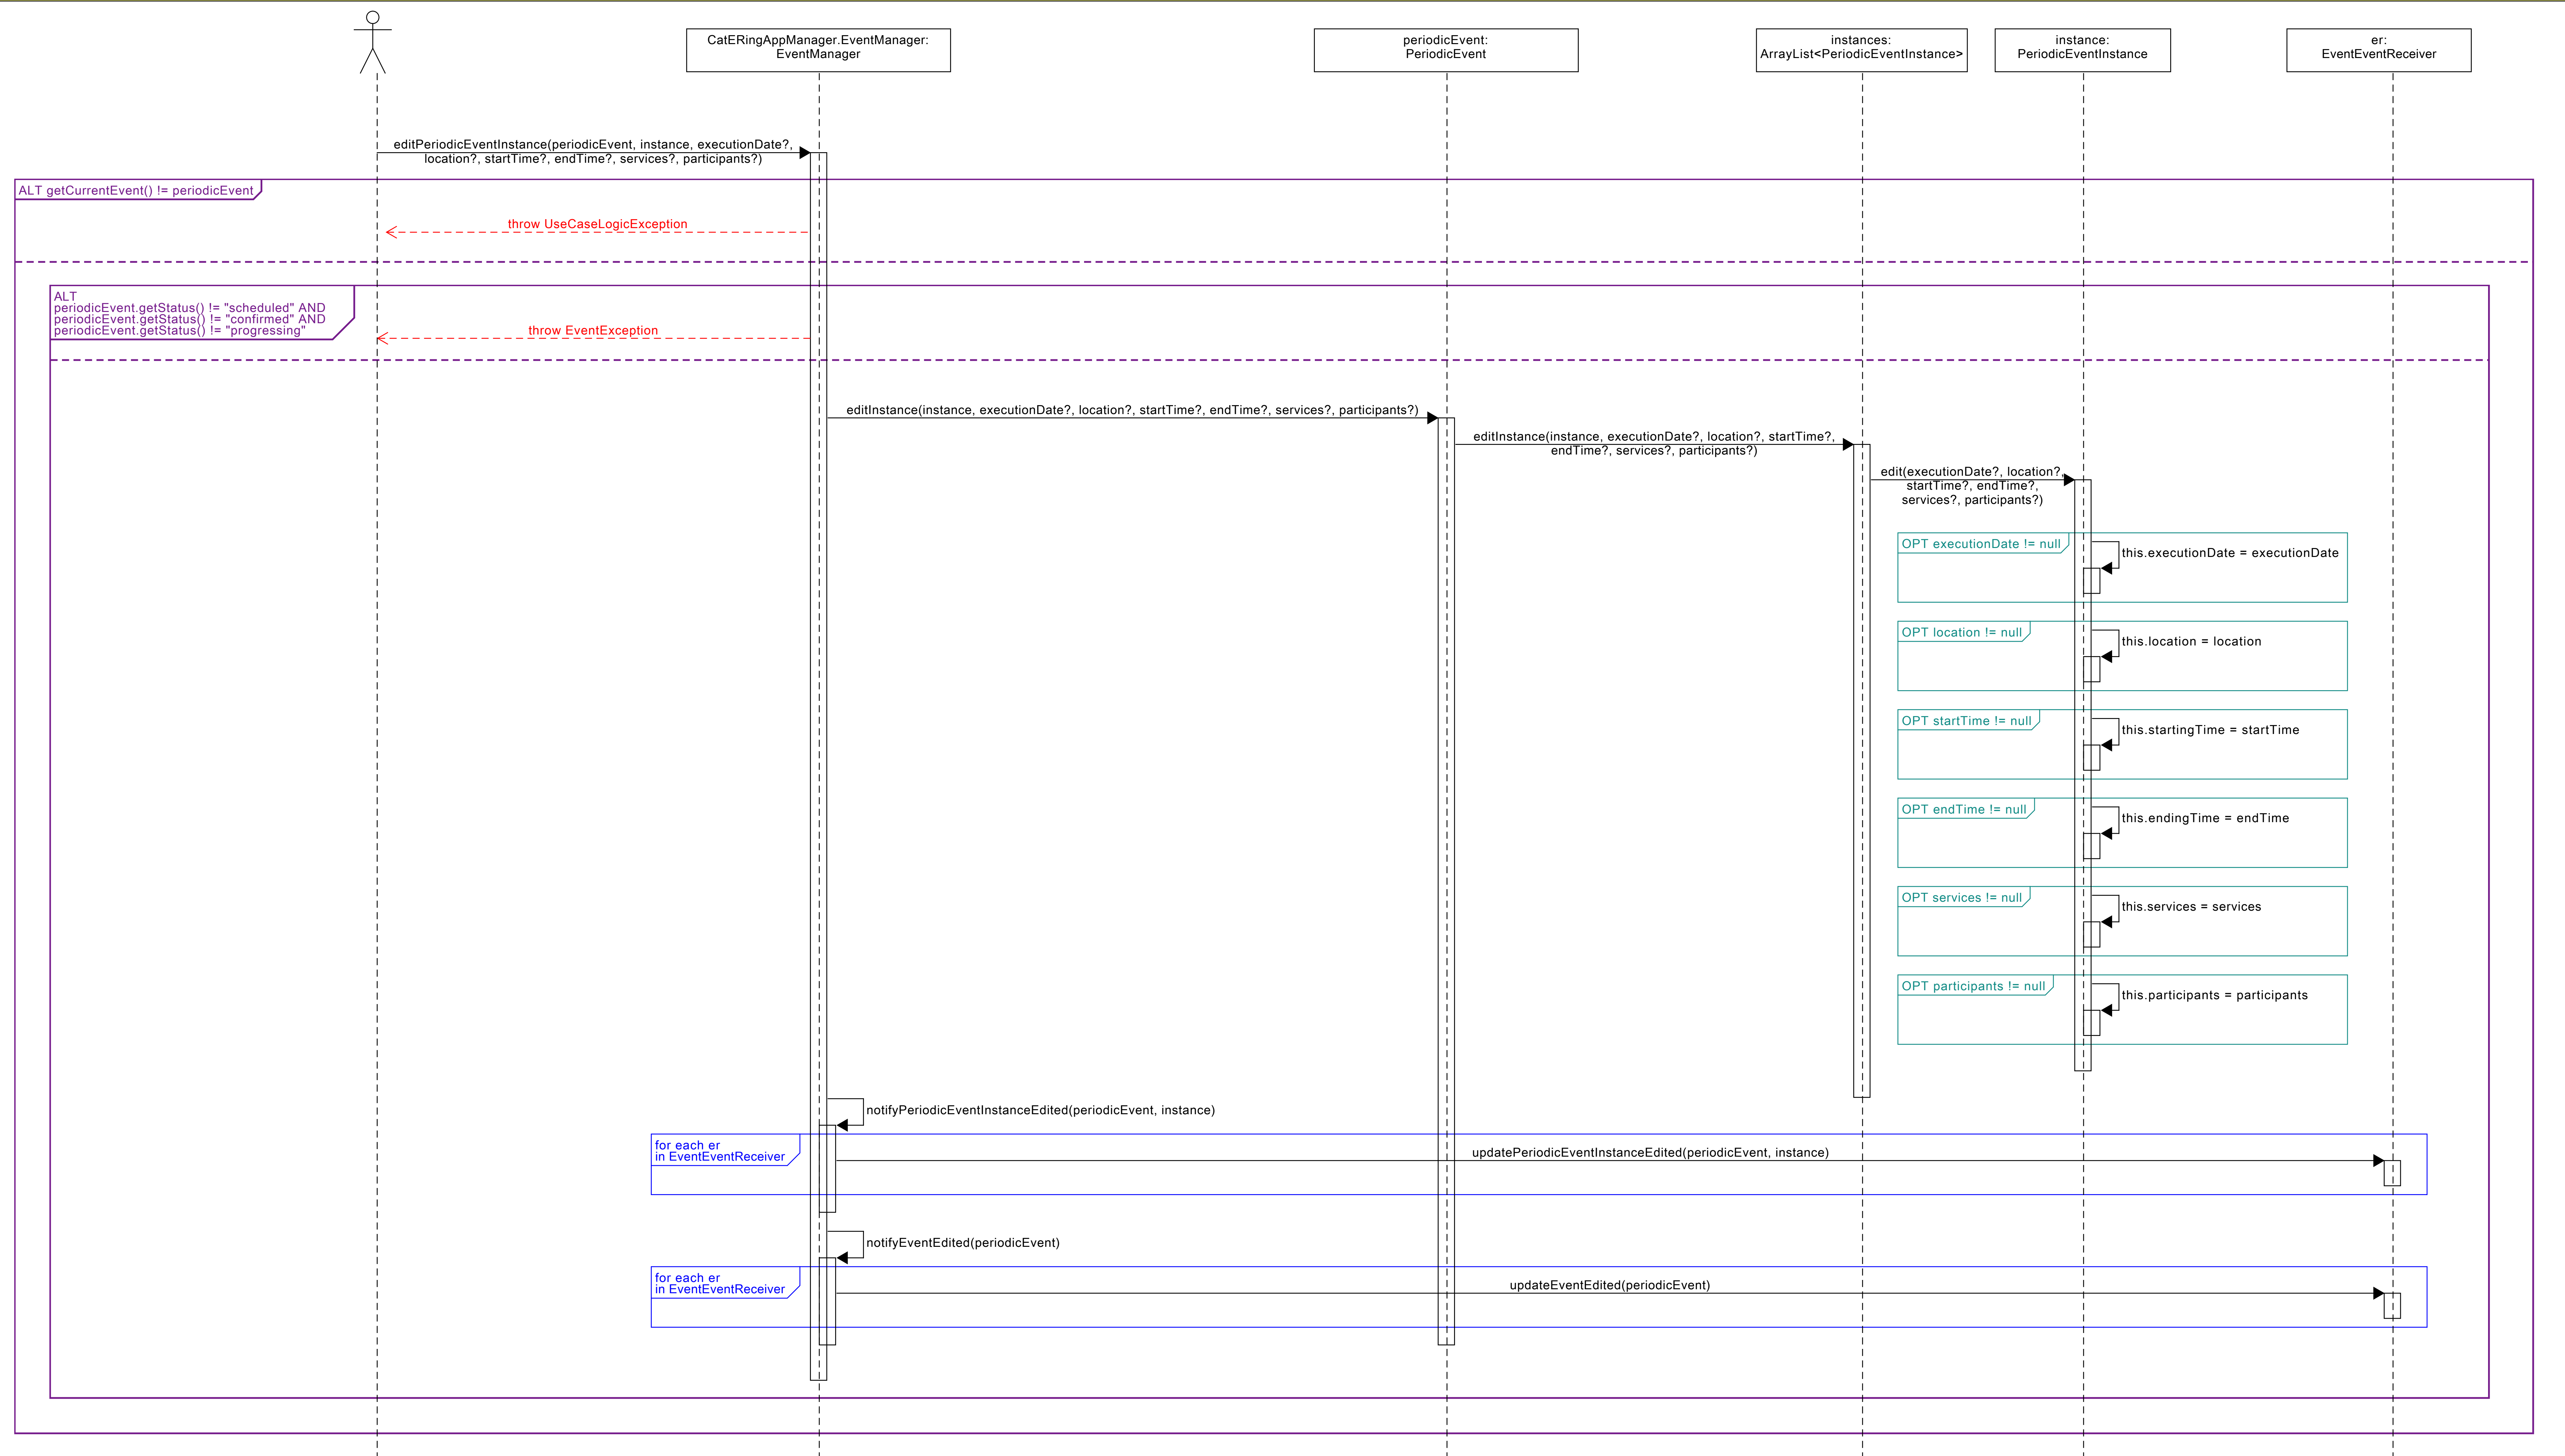 CatERingAppManager.EventManager:
EventManager
periodicEvent:
PeriodicEvent
instances:
ArrayList<PeriodicEventInstance>
instance:
PeriodicEventInstance
er:
EventEventReceiver
editPeriodicEventInstance(periodicEvent, instance, executionDate?,
location?, startTime?, endTime?, services?, participants?)
ALT getCurrentEvent() != periodicEvent
throw UseCaseLogicException
ALT
periodicEvent.getStatus() != "scheduled" AND
periodicEvent.getStatus() != "confirmed" AND
periodicEvent.getStatus() != "progressing"
throw EventException
editInstance(instance, executionDate?, location?, startTime?, endTime?, services?, participants?)
editInstance(instance, executionDate?, location?, startTime?,
endTime?, services?, participants?)
edit(executionDate?, location?,
startTime?, endTime?,
services?, participants?)
OPT executionDate != null
this.executionDate = executionDate
OPT location != null
this.location = location
OPT startTime != null
this.startingTime = startTime
OPT endTime != null
this.endingTime = endTime
OPT services != null
this.services = services
OPT participants != null
this.participants = participants
notifyPeriodicEventInstanceEdited(periodicEvent, instance)
for each er
in EventEventReceiver
updatePeriodicEventInstanceEdited(periodicEvent, instance)
notifyEventEdited(periodicEvent)
for each er
in EventEventReceiver
updateEventEdited(periodicEvent)